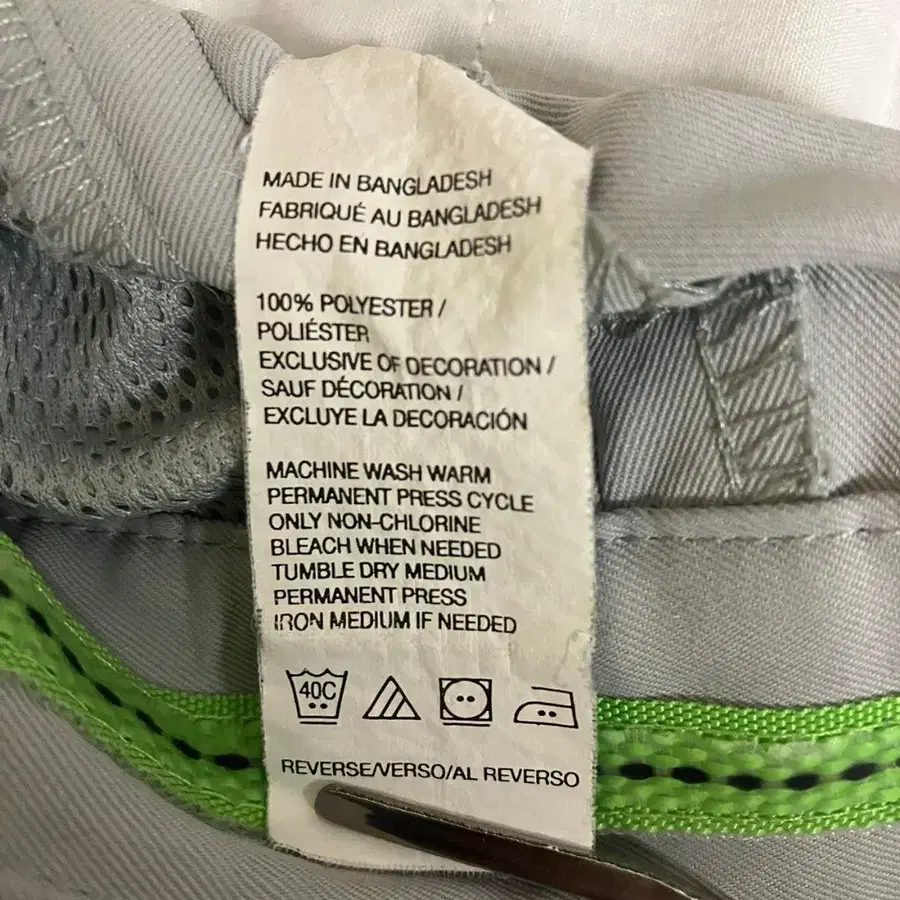 MADE IN BANGLADESH
FABRIQUÉ AU BANGLADESH
HECHO EN BANGLADESH
100% POLYESTER /
POLIÉSTER
EXCLUSIVE OF DECORATION /
SAUF DÉCORATION /
EXCLUYE LA DECORACIÓN
MACHINE WASH WARM
PERMANENT PRESS CYCLE
ONLY NON-CHLORINE
BLEACH WHEN NEEDED
TUMBLE DRY MEDIUM
PERMANENT PRESS
IRON MEDIUM IF NEEDED
40C
REVERSE/VERSO/AL REVERSO